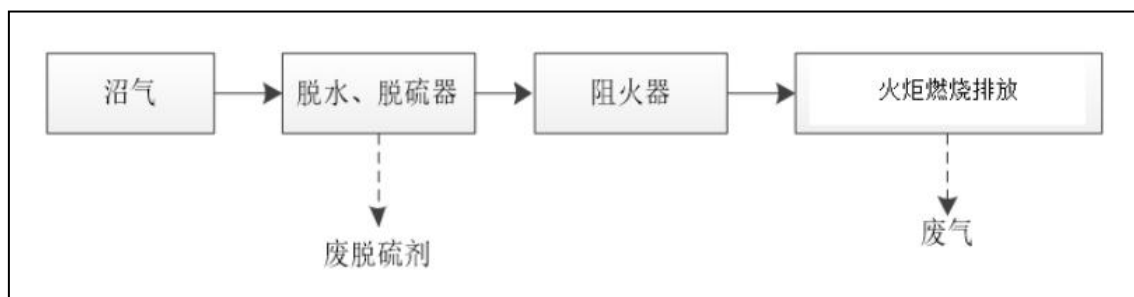 沼气
脱水、脱硫器
阻火器
火炬燃烧排放
废脱硫剂
废气